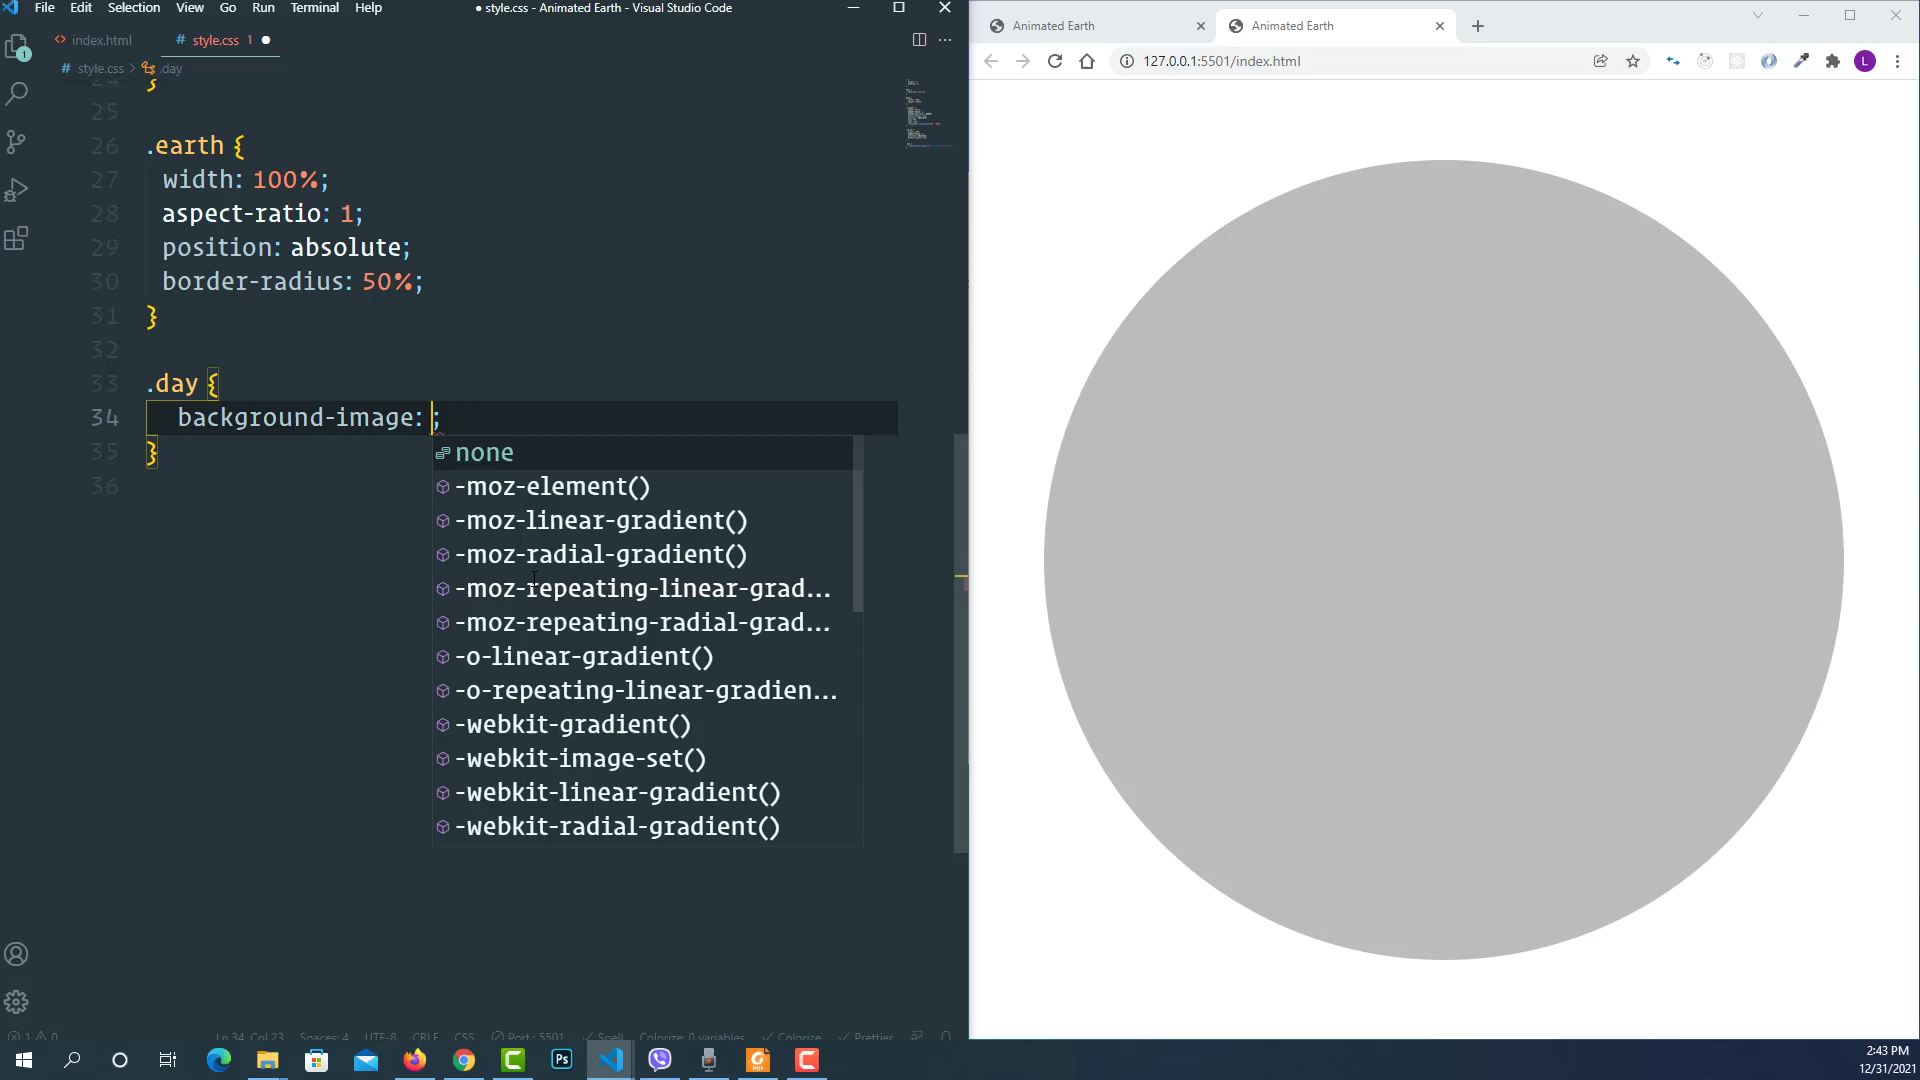 File Edit Selection View Go Run Terminal Help
● style.css - Animated Earth - Visual Studio Code
index.html
# style.css 1 ●
# style.css > .day
24 }
25
26 .earth {
27 width: 100%;
28 aspect-ratio: 1;
29 position: absolute;
30 border-radius: 50%;
31 }
32
33 .day {
34 background-image: ;
35 }
36
none
-moz-element()
-moz-linear-gradient()
-moz-radial-gradient()
-moz-repeating-linear-grad...
-moz-repeating-radial-grad...
-o-linear-gradient()
-o-repeating-linear-gradien...
-webkit-gradient()
-webkit-image-set()
-webkit-linear-gradient()
-webkit-radial-gradient()
1
1 0 Ln 34, Col 23 Spaces: 4 UTF-8 CRLF CSS Port : 5501 Spell Colorize: 0 variables Colorize Prettier
Animated Earth
Animated Earth
127.0.0.1:5501/index.html
L
Ps
2:43 PM
12/31/2021